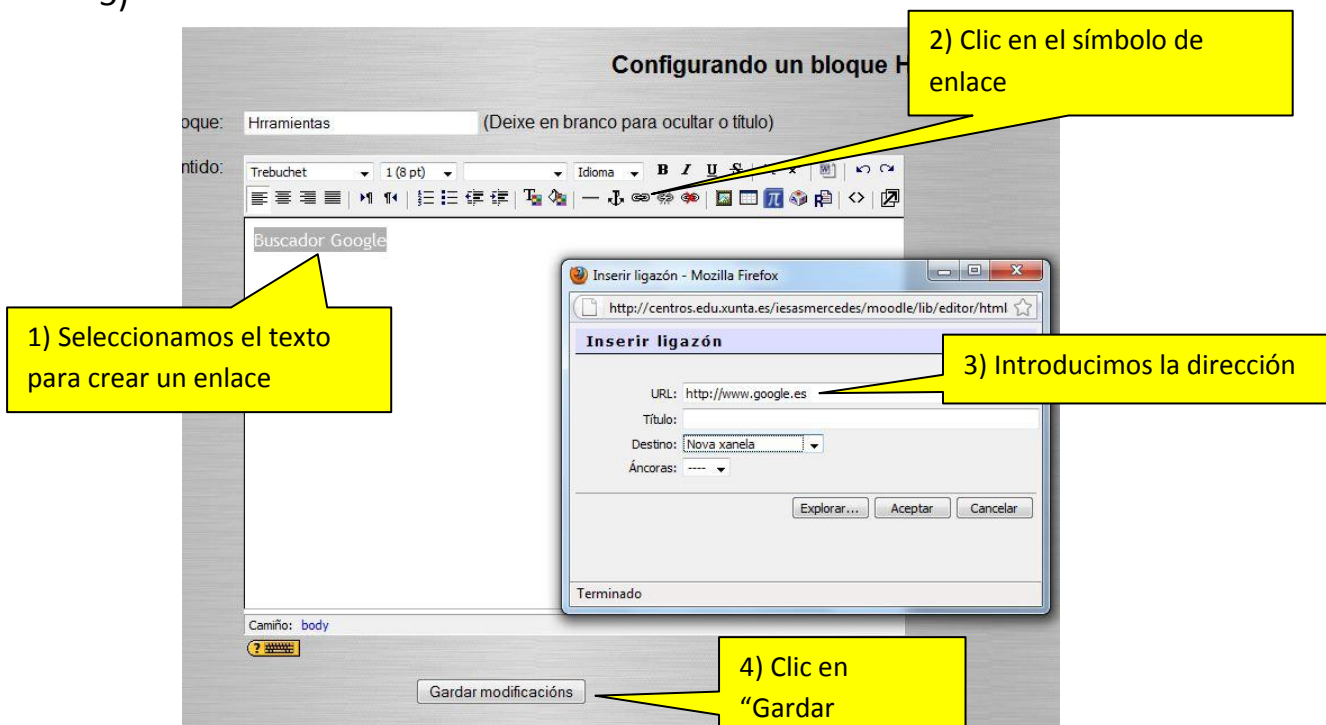 2) Clic en el símbolo de
enlace
Configurando un bloque H
oque: Hrramientas (Deixe en branco para ocultar o título)
ntido: Trebuchet 1 (8 pt) Idioma B I U S
Buscador Google
Inserir ligazón - Mozilla Firefox
http://centros.edu.xunta.es/iesasmercedes/moodle/lib/editor/html
Inserir ligazón
1) Seleccionamos el texto
para crear un enlace
3) Introducimos la dirección
URL: http://www.google.es
Título:
Destino: Nova xanela
Áncoras: ----
Explorar... Aceptar Cancelar
Terminado
Camiño: body
?
4) Clic en
“Gardar
Gardar modificacións